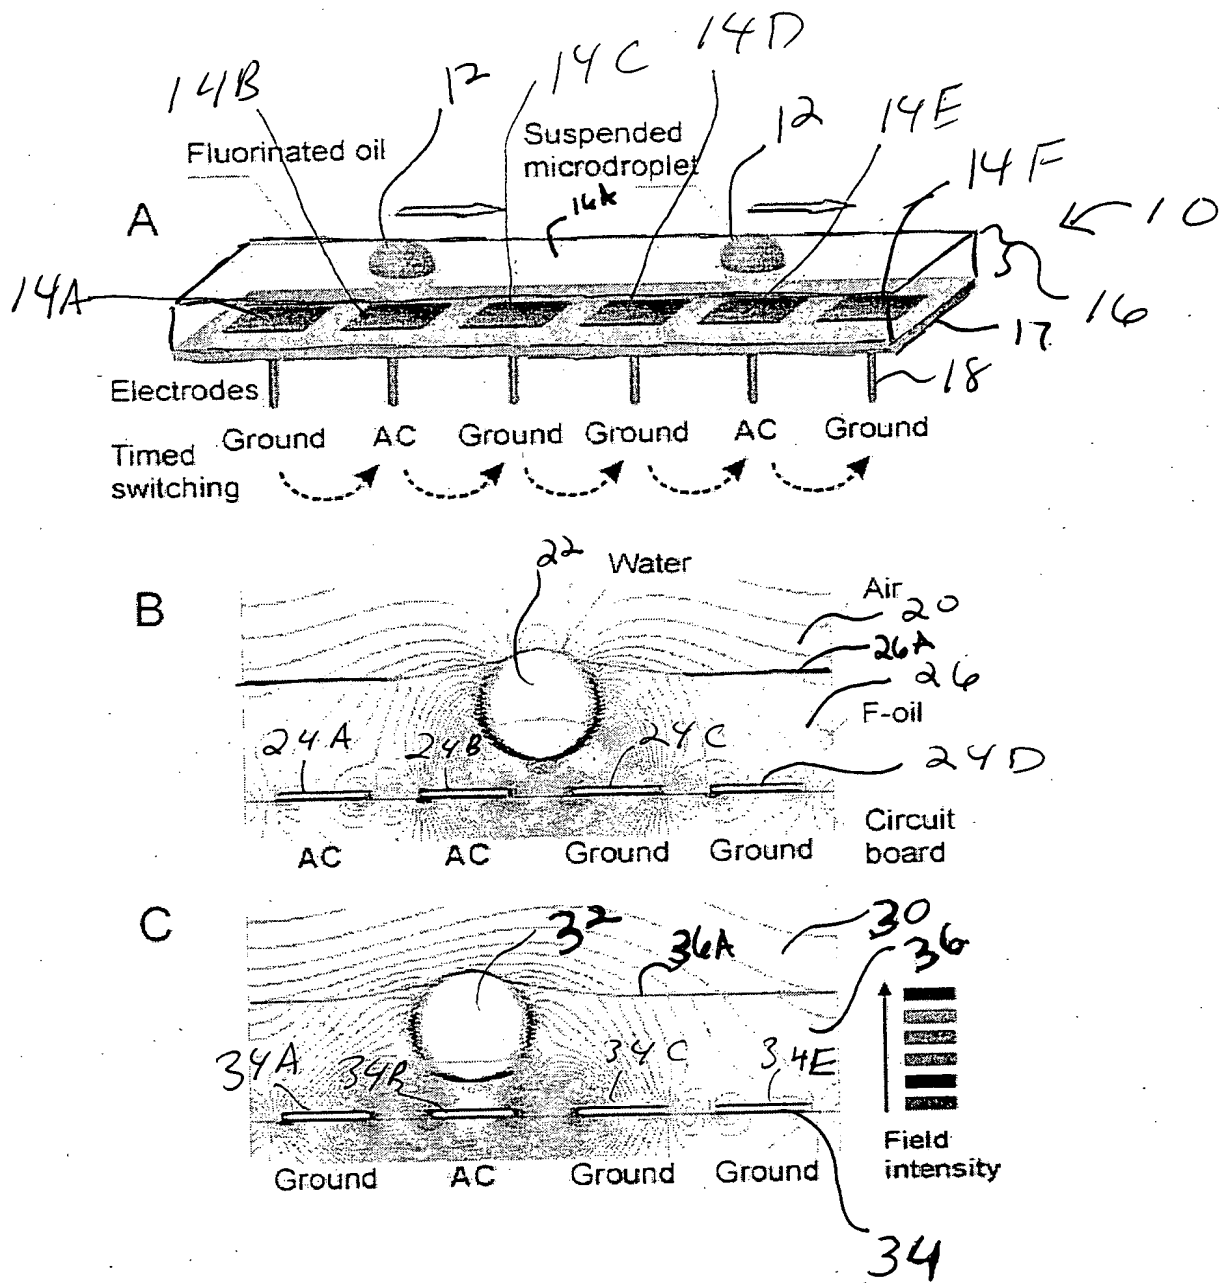 14B
12
14C
14D
Fluorinated oil
Suspended
microdroplet
12
14E
14F
A
16A
10
14A
16
17
18
Electrodes
Ground AC Ground Ground AC Ground
Timed
switching
B
22
Water
Air
20
26A
26
F-oil
24A
24B
24C
24D
AC AC Ground Ground
Circuit
board
C
32
36A
30
36
34A
34B
34C
34E
Ground AC Ground Ground
Field
intensity
34